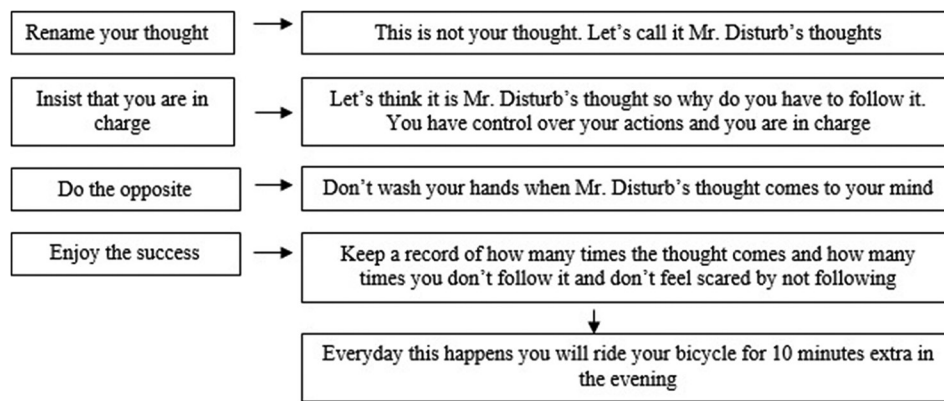 Rename your thought
This is not your thought. Let's call it Mr. Disturb's thoughts
Insist that you are in
charge
Let's think it is Mr. Disturb's thought so why do you have to follow it.
You have control over your actions and you are in charge
Do the opposite
Don't wash your hands when Mr. Disturb's thought comes to your mind
Enjoy the success
Keep a record of how many times the thought comes and how many
times you don't follow it and don't feel scared by not following
Everyday this happens you will ride your bicycle for 10 minutes extra in
the evening